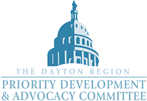 THE DAYTON REGION
PRIORITY DEVELOPMENT
& ADVOCACY COMMITTEE